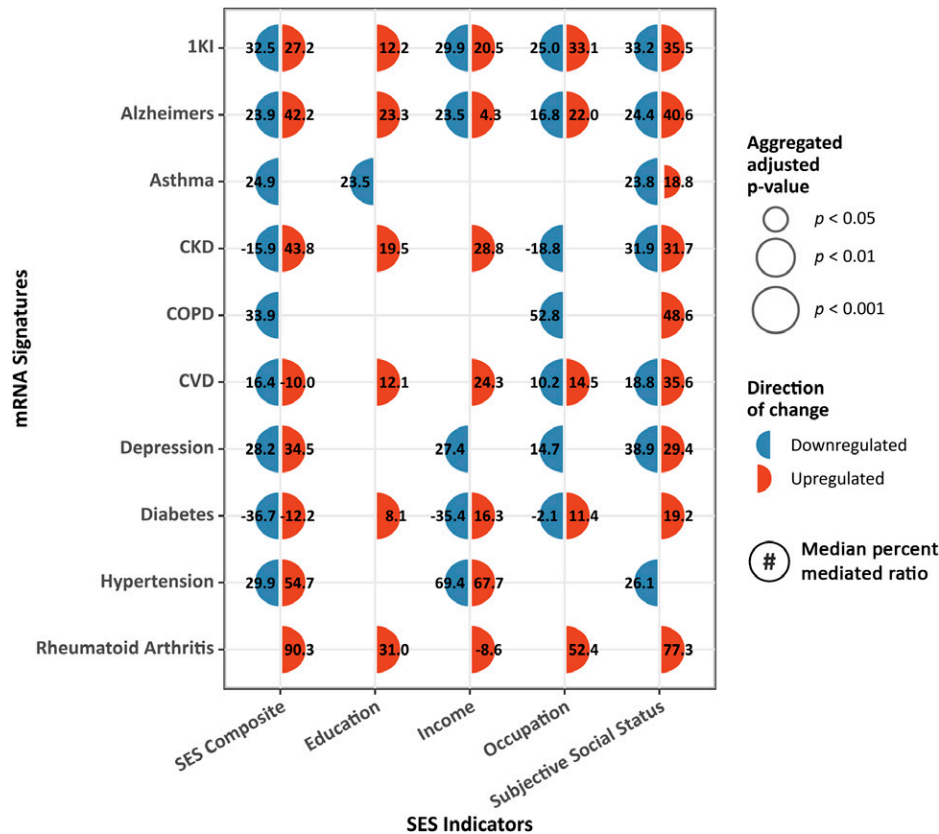 1KI 32.5 27.2 12.2 29.9 20.5 25.0 33.1 33.2 35.5
Alzheimers 23.9 42.2 23.3 23.5 4.3 16.8 22.0 24.4 40.6
Asthma 24.9 23.5 23.8 18.8
CKD -15.9 43.8 19.5 28.8 -18.8 31.9 31.7
COPD 33.9 52.8 48.6
CVD 16.4 -10.0 12.1 24.3 10.2 14.5 18.8 35.6
Depression 28.2 34.5 27.4 14.7 38.9 29.4
Diabetes -36.7 -12.2 8.1 -35.4 16.3 -2.1 11.4 19.2
Hypertension 29.9 54.7 69.4 67.7 26.1
Rheumatoid Arthritis 90.3 31.0 -8.6 52.4 77.3
mRNA Signatures
SES Composite
Education
Income
Occupation
Subjective Social Status
SES Indicators
Aggregated
adjusted
p-value
p < 0.05
p < 0.01
p < 0.001
Direction
of change
Downregulated
Upregulated
# Median percent
mediated ratio